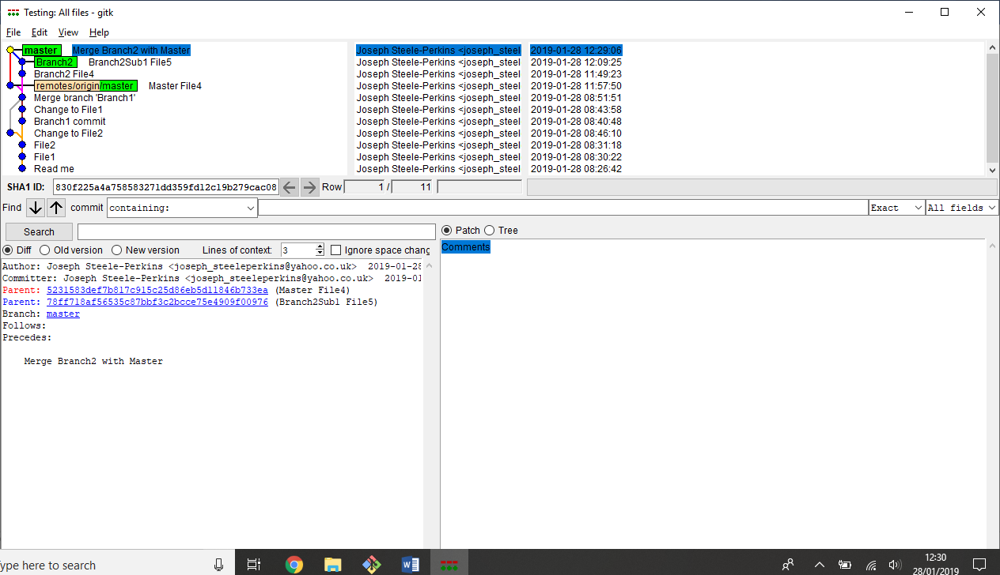 Testing: All files - gitk
File Edit View Help
master Merge Branch2 with Master Joseph Steele-Perkins <joseph_steel 2019-01-28 12:29:06
Branch2 Branch2Sub1 File5 Joseph Steele-Perkins <joseph_steel 2019-01-28 12:09:25
Branch2 File4 Joseph Steele-Perkins <joseph_steel 2019-01-28 11:49:23
remotes/origin/master Master File4 Joseph Steele-Perkins <joseph_steel 2019-01-28 11:57:50
Merge branch 'Branch1' Joseph Steele-Perkins <joseph_steel 2019-01-28 08:51:51
Change to File1 Joseph Steele-Perkins <joseph_steel 2019-01-28 08:43:58
Branch1 commit Joseph Steele-Perkins <joseph_steel 2019-01-28 08:40:48
Change to File2 Joseph Steele-Perkins <joseph_steel 2019-01-28 08:46:10
File2 Joseph Steele-Perkins <joseph_steel 2019-01-28 08:31:18
File1 Joseph Steele-Perkins <joseph_steel 2019-01-28 08:30:22
Read me Joseph Steele-Perkins <joseph_steel 2019-01-28 08:26:42
SHA1 ID: 830f225a4a758583271dd359fd12c19b279cac08 Row 1 / 11
Find commit containing: Exact All fields
Search Patch Tree
Diff Old version New version Lines of context: 3 Ignore space chang
Comments
Author: Joseph Steele-Perkins <joseph_steeleperkins@yahoo.co.uk> 2019-01-28
Committer: Joseph Steele-Perkins <joseph_steeleperkins@yahoo.co.uk> 2019-01
Parent: 5231583def7b817c915c25d86eb5d11846b733ea (Master File4)
Parent: 78ff718af56535c87bbf3c2bcce75e4909f00976 (Branch2Sub1 File5)
Branch: master
Follows:
Precedes:
Merge Branch2 with Master
ype here to search
12:30
28/01/2019